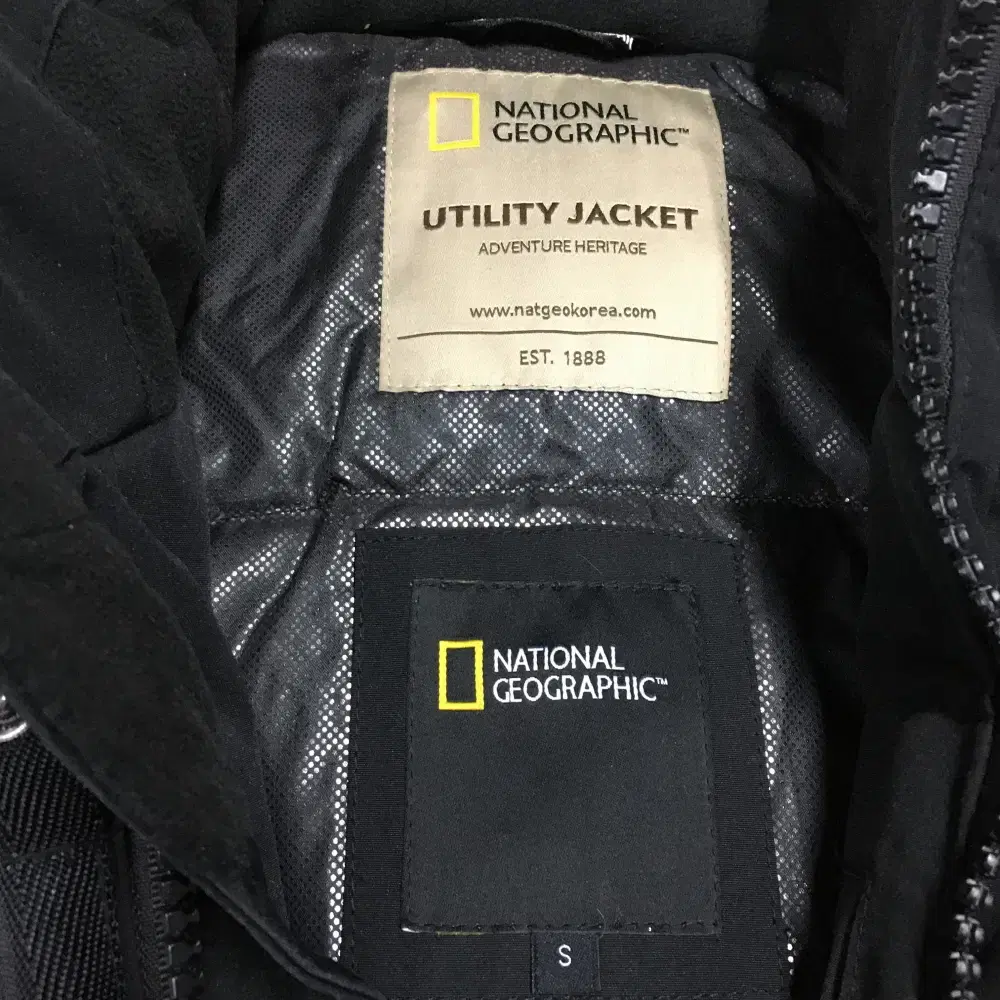 NATIONAL
GEOGRAPHIC™
UTILITY JACKET
ADVENTURE HERITAGE
www.natgeokorea.com
EST. 1888
NATIONAL
GEOGRAPHIC™
S